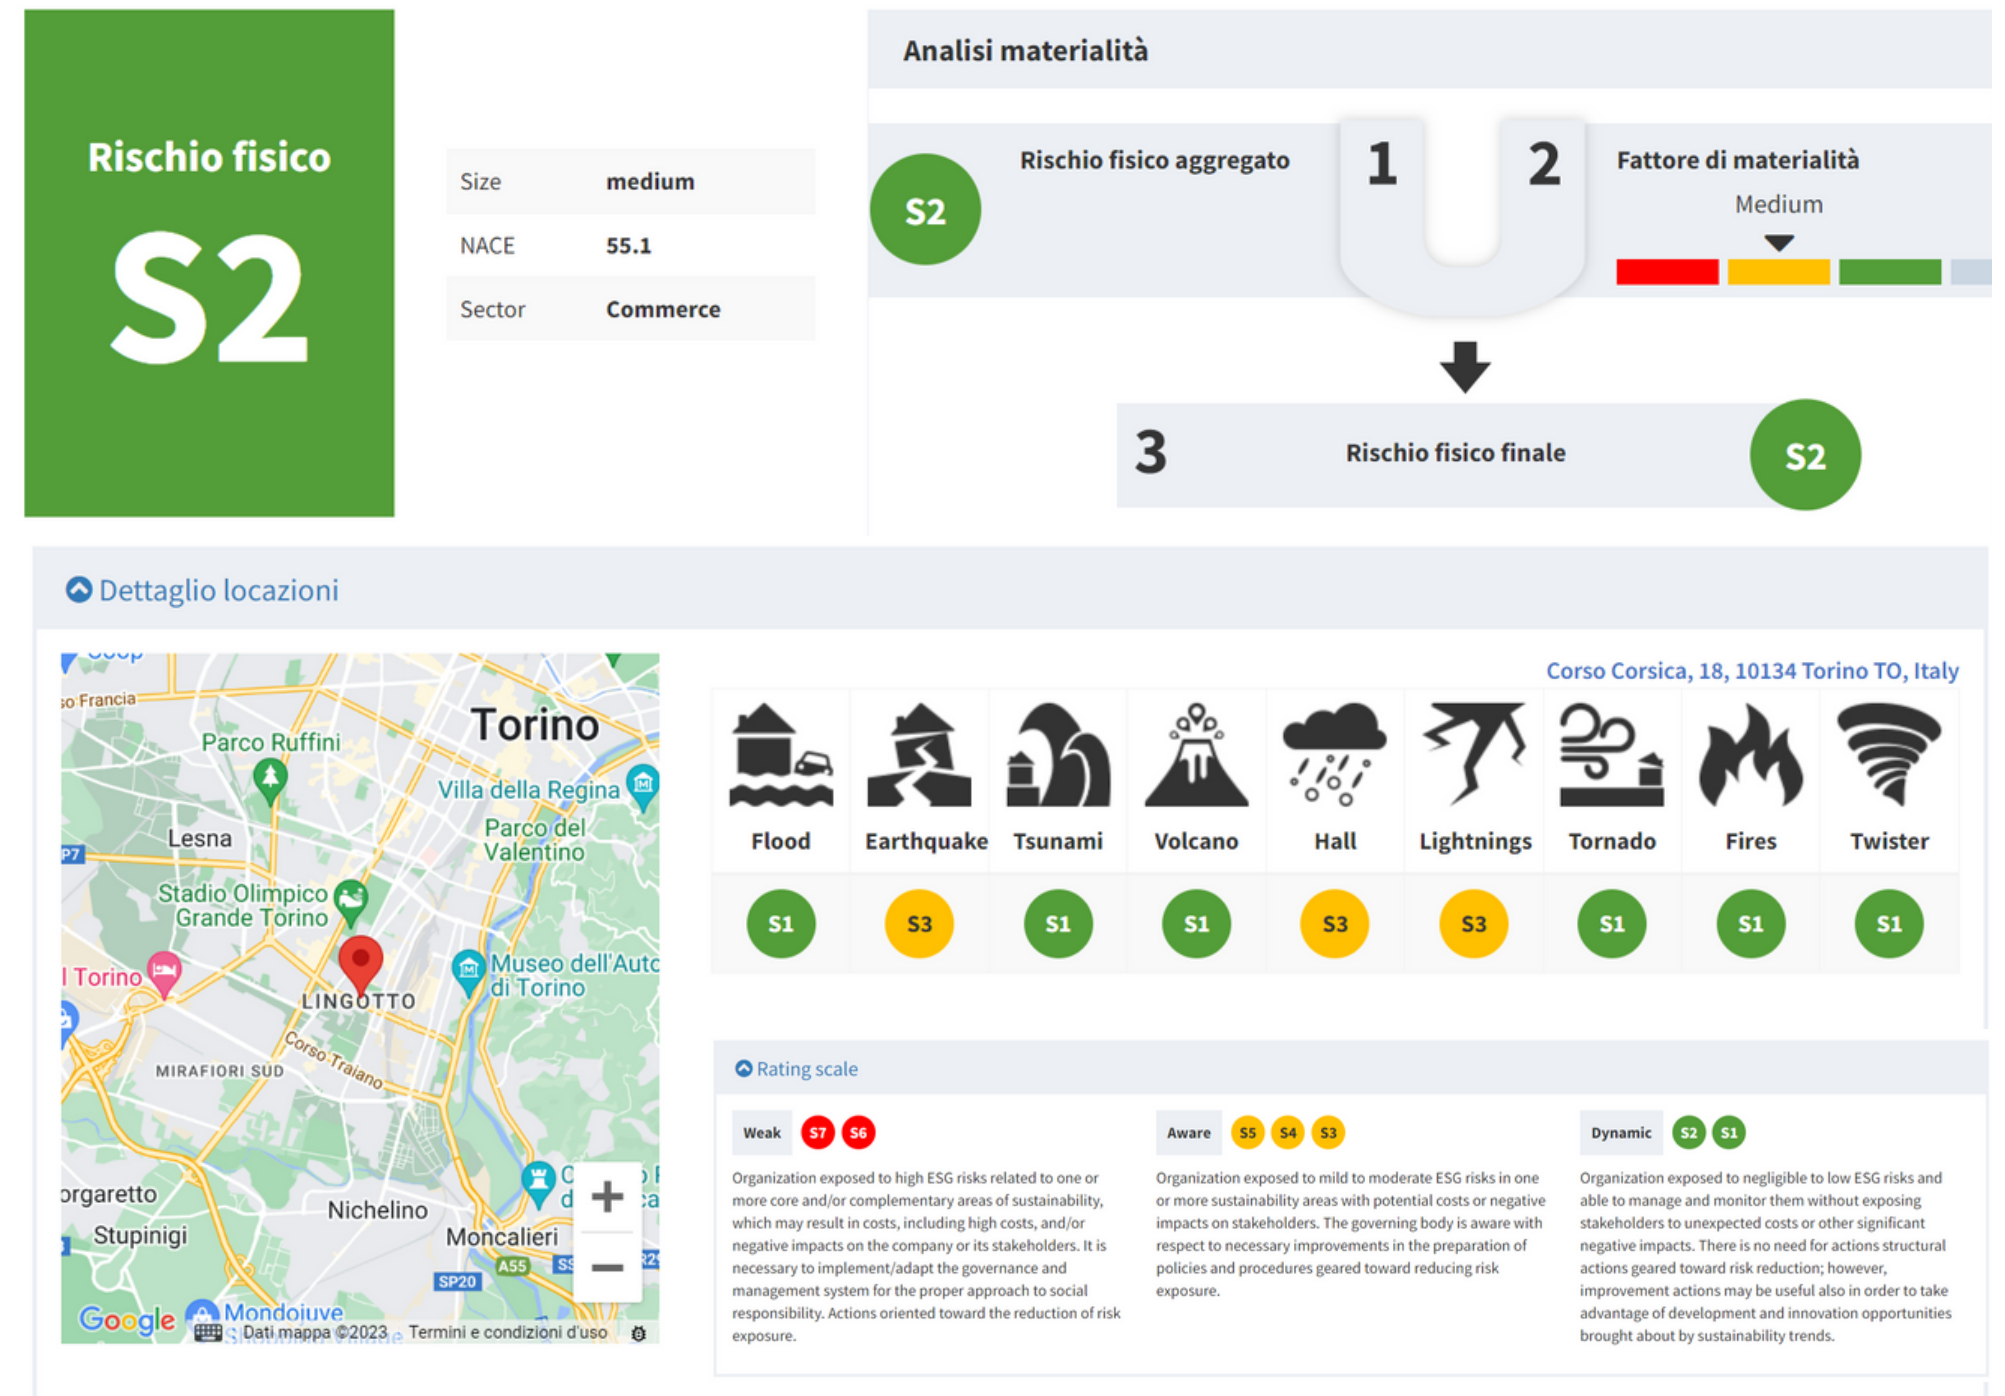 Rischio fisico
S2
Size medium
NACE 55.1
Sector Commerce
Analisi materialità
S2
Rischio fisico aggregato
1
2
Fattore di materialità
Medium
3
Rischio fisico finale
S2
Dettaglio locazioni
so Francia
Torino
Parco Ruffini
Villa della Regina
Lesna
Parco del
Valentino
P7
Stadio Olimpico
Grande Torino
l Torino
Museo dell'Auto
di Torino
LINGOTTO
Corso Traiano
MIRAFIORI SUD
orgaretto
Stupinigi
Nichelino
Moncalieri
A55
SP20
Google
Mondojuve
Dati mappa ©2023
Termini e condizioni d'uso
+
−
Corso Corsica, 18, 10134 Torino TO, Italy
Flood Earthquake Tsunami Volcano Hall Lightnings Tornado Fires Twister
S1 S3 S1 S1 S3 S3 S1 S1 S1
Rating scale
Weak S7 S6
Organization exposed to high ESG risks related to one or
more core and/or complementary areas of sustainability,
which may result in costs, including high costs, and/or
negative impacts on the company or its stakeholders. It is
necessary to implement/adapt the governance and
management system for the proper approach to social
responsibility. Actions oriented toward the reduction of risk
exposure.
Aware S5 S4 S3
Organization exposed to mild to moderate ESG risks in one
or more sustainability areas with potential costs or negative
impacts on stakeholders. The governing body is aware with
respect to necessary improvements in the preparation of
policies and procedures geared toward reducing risk
exposure.
Dynamic S2 S1
Organization exposed to negligible to low ESG risks and
able to manage and monitor them without exposing
stakeholders to unexpected costs or other significant
negative impacts. There is no need for actions structural
actions geared toward risk reduction; however,
improvement actions may be useful also in order to take
advantage of development and innovation opportunities
brought about by sustainability trends.